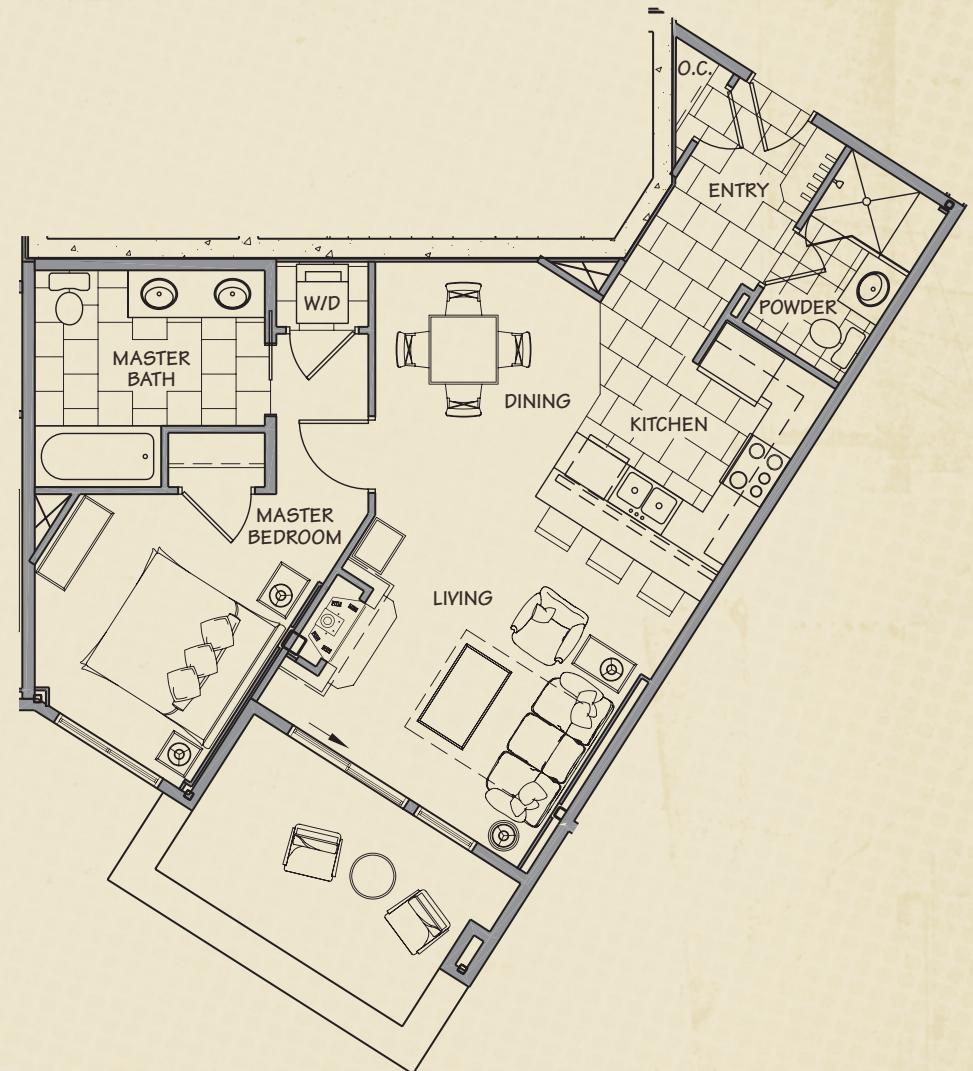 O.C.
ENTRY
POWDER
W/D
MASTER
BATH
DINING
KITCHEN
MASTER
BEDROOM
LIVING